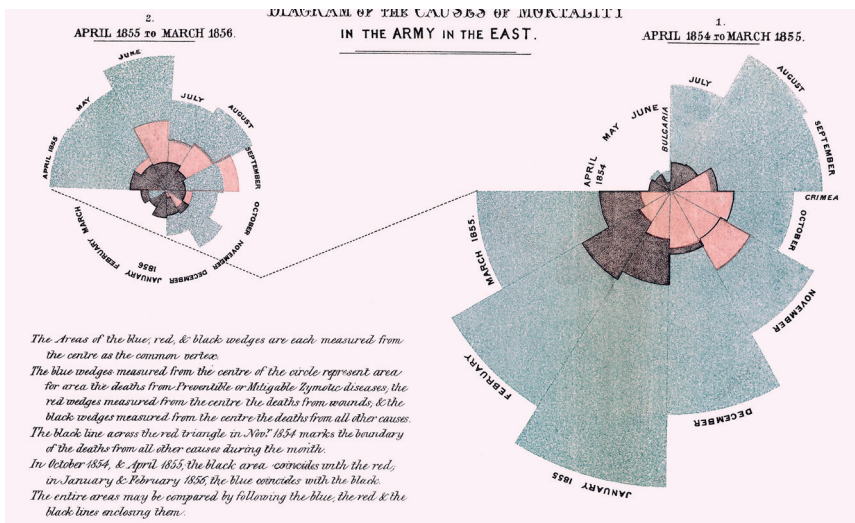 DIAGRAM OF THE CAUSES OF MORTALITY
IN THE ARMY IN THE EAST.
2.
APRIL 1855 TO MARCH 1856.
1.
APRIL 1854 TO MARCH 1855.
APRIL 1855
MAY
JUNE
JULY
AUGUST
SEPTEMBER
OCTOBER
NOVEMBER
DECEMBER
JANUARY
1856
FEBRUARY
MARCH
APRIL
1854
MAY
JUNE
BULGARIA
JULY
AUGUST
SEPTEMBER
CRIMEA
OCTOBER
NOVEMBER
DECEMBER
JANUARY 1855
FEBRUARY
MARCH 1855.
The Areas of the blue, red, & black wedges are each measured from
the centre as the common vertex.
The blue wedges measured from the centre of the circle represent area
for area the deaths from Preventible or Mitigable Zymotic diseases; the
red wedges measured from the centre the deaths from wounds; & the
black wedges measured from the centre the deaths from all other causes.
The black line across the red triangle in Novr 1854 marks the boundary
of the deaths from all other causes during the month.
In October 1854, & April 1855, the black area coincides with the red;
in January & February 1856, the blue coincides with the black.
The entire areas may be compared by following the blue, the red & the
black lines enclosing them.